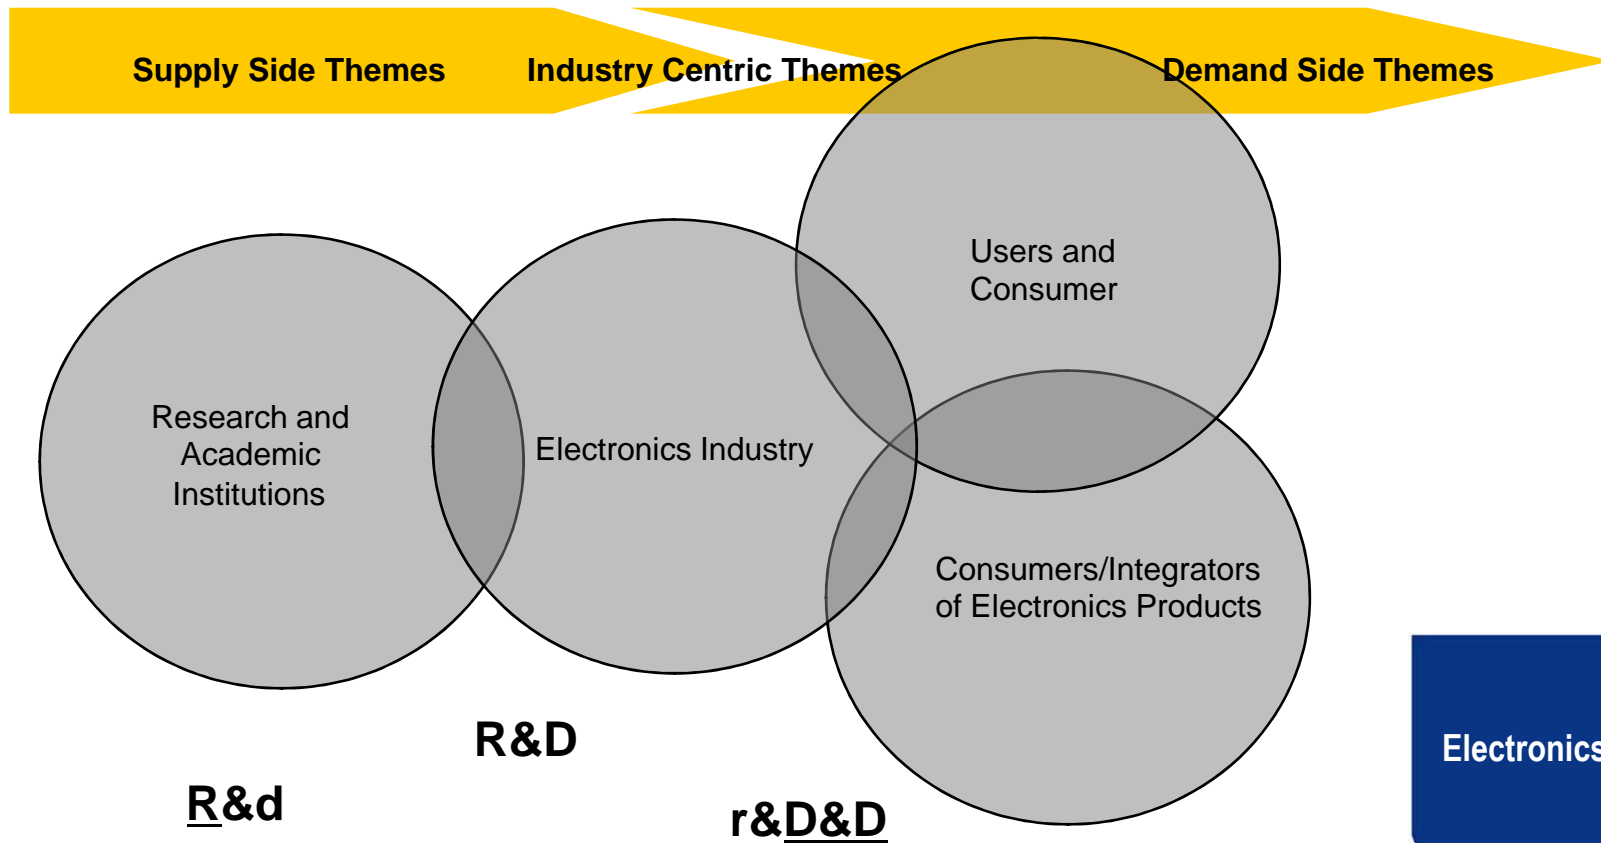 Supply Side Themes
Industry Centric Themes
Demand Side Themes
Users and
Consumer
Research and
Academic
Institutions
Electronics Industry
Consumers/Integrators
of Electronics Products
R&D
R&d
r&D&D
Electronics